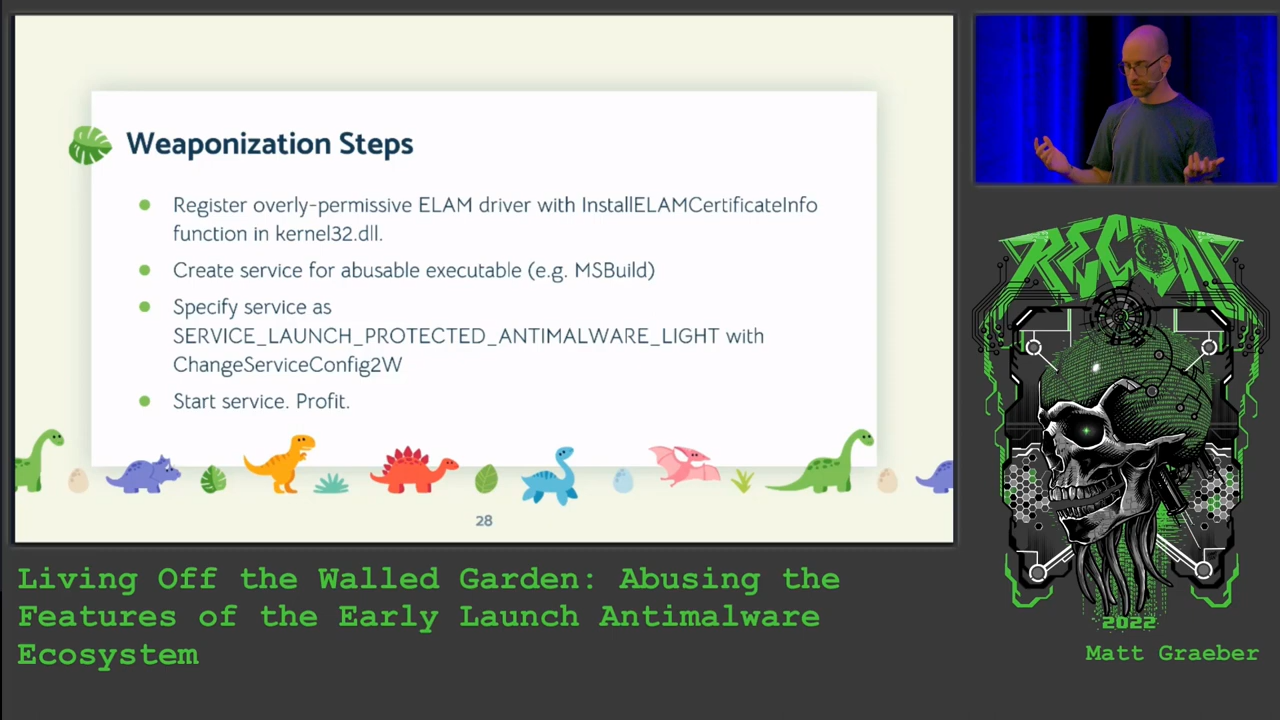 Weaponization Steps
Register overly-permissive ELAM driver with InstallELAMCertificateInfo
function in kernel32.dll.
Create service for abusable executable (e.g. MSBuild)
Specify service as
SERVICE_LAUNCH_PROTECTED_ANTIMALWARE_LIGHT with
ChangeServiceConfig2W
Start service. Profit.
28
RECON
2022
Living Off the Walled Garden: Abusing the
Features of the Early Launch Antimalware
Ecosystem
Matt Graeber